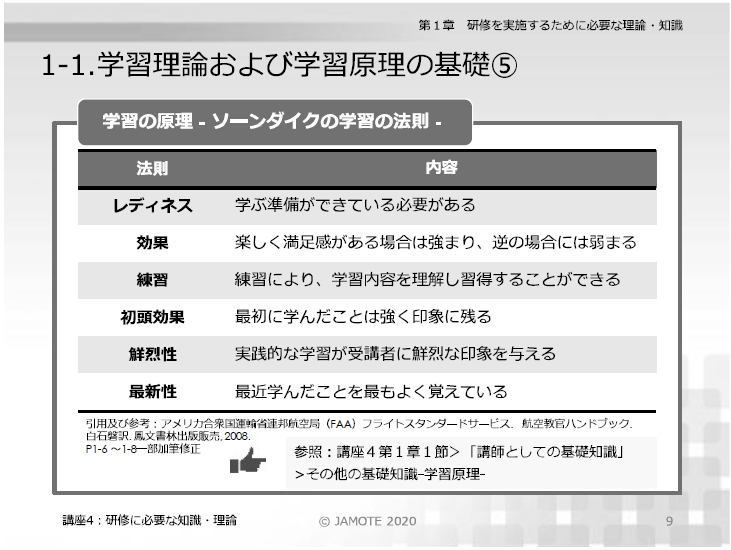 第1章 研修を実施するために必要な理論・知識
1-1.学習理論および学習原理の基礎⑤
学習の原理 - ソーンダイクの学習の法則 -
法則 内容
レディネス 学ぶ準備ができている必要がある
効果 楽しく満足感がある場合は強まり、逆の場合には弱まる
練習 練習により、学習内容を理解し習得することができる
初頭効果 最初に学んだことは強く印象に残る
鮮烈性 実践的な学習が受講者に鮮烈な印象を与える
最新性 最近学んだことを最もよく覚えている
引用及び参考：アメリカ合衆国運輸省連邦航空局（FAA）フライトスタンダードサービス．航空教官ハンドブック．
白石磐訳. 鳳文書林出版販売, 2008.
P1-6 ～1-8一部加筆修正
参照：講座４第１章１節＞「講師としての基礎知識」
＞その他の基礎知識-学習原理-
講座4：研修に必要な知識・理論 © JAMOTE 2020 9